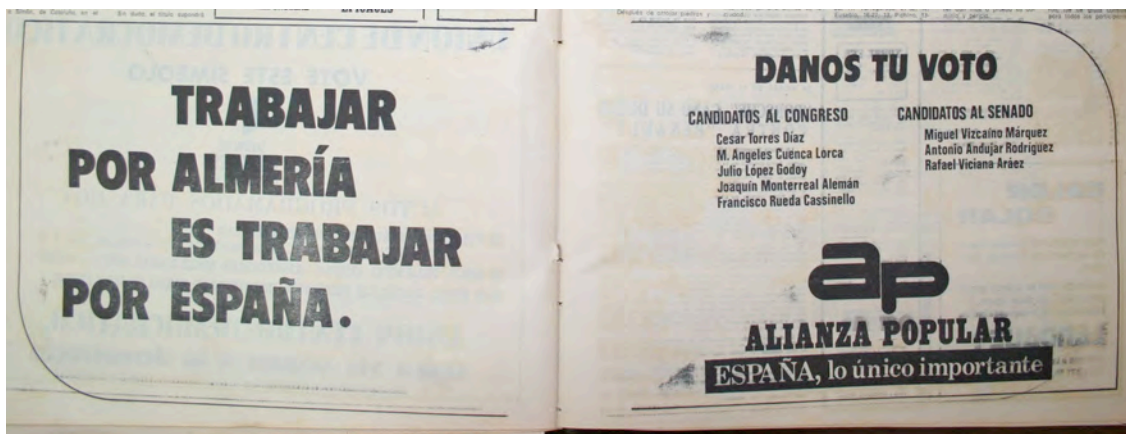 TRABAJAR
POR ALMERÍA
ES TRABAJAR
POR ESPAÑA.
DANOS TU VOTO
CANDIDATOS AL CONGRESO
Cesar Torres Díaz
M. Angeles Cuenca Lorca
Julio López Godoy
Joaquín Monterreal Alemán
Francisco Rueda Cassinello
CANDIDATOS AL SENADO
Miguel Vizcaíno Márquez
Antonio Andujar Rodríguez
Rafael Viciana Aráez
ap
ALIANZA POPULAR
ESPAÑA, lo único importante